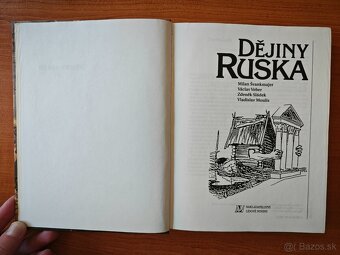 DĚJINY
RUSKA
Milan Švankmajer
Václav Veber
Zdeněk Sládek
Vladislav Moulis
NAKLADATELSTVÍ
LIDOVÉ NOVINY
Bazos.sk